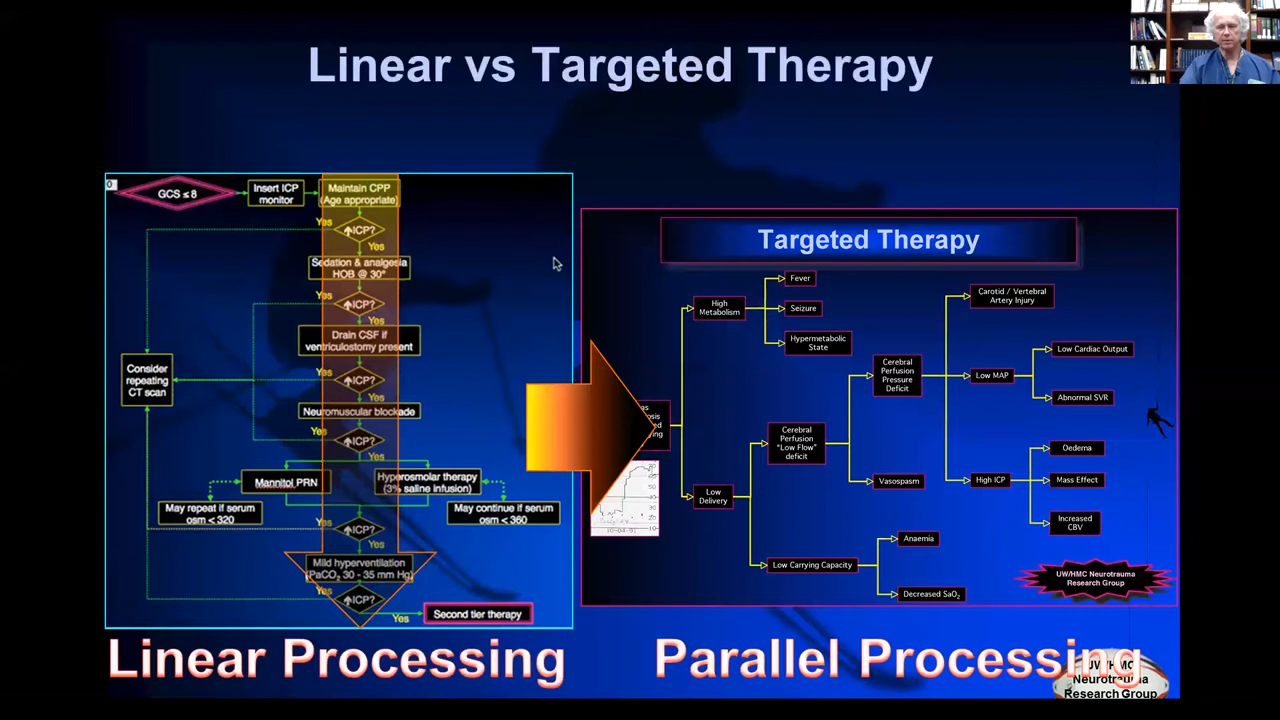 Linear vs Targeted Therapy
0
GCS ≤ 8
Insert ICP
monitor
Maintain CPP
(Age appropriate)
Yes
↑ICP?
Yes
Sedation & analgesia
HOB @ 30°
Yes
↑ICP?
Yes
Drain CSF if
ventriculostomy present
Yes
↑ICP?
Yes
Consider
repeating
CT scan
Neuromuscular blockade
Yes
↑ICP?
Yes
Mannitol PRN
Hyperosmolar therapy
(3% saline infusion)
May repeat if serum
osm < 320
May continue if serum
osm < 360
Yes
↑ICP?
Yes
Mild hyperventilation
(PaCO₂ 30 - 35 mm Hg)
Yes
↑ICP?
Yes
Second tier therapy
Linear Processing
Targeted Therapy
High
Metabolism
Fever
Seizure
Hypermetabolic
State
Low
Delivery
Cerebral
Perfusion
"Low Flow"
deficit
Cerebral
Perfusion
Pressure
Deficit
Carotid / Vertebral
Artery Injury
Low MAP
Low Cardiac Output
Abnormal SVR
High ICP
Oedema
Mass Effect
Increased
CBV
Vasospasm
Low Carrying Capacity
Anaemia
Decreased SaO₂
UW/HMC Neurotrauma
Research Group
Parallel Processing
UW/HMC
Neurotrauma
Research Group